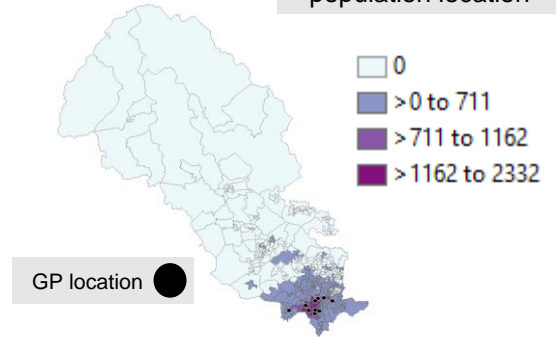 population location
0
>0 to 711
>711 to 1162
>1162 to 2332
GP location